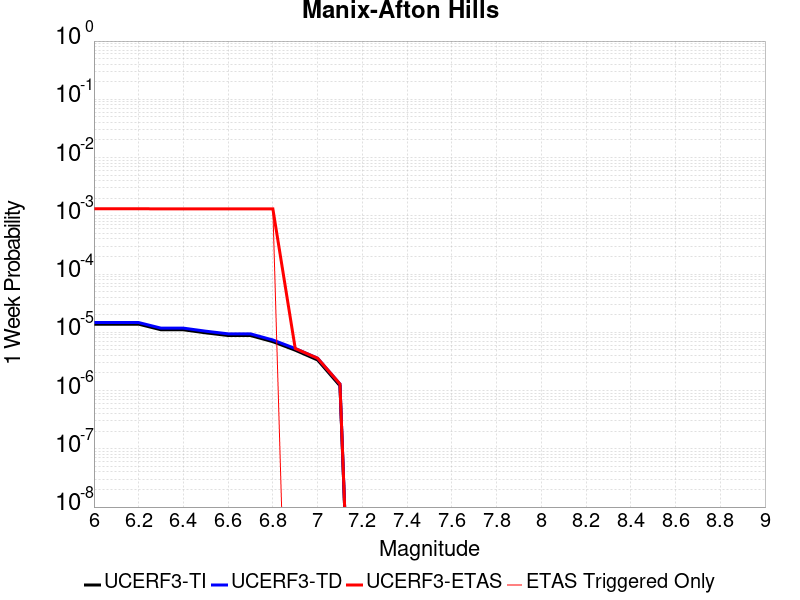 Manix-Afton Hills
10^0
10^-1
10^-2
10^-3
10^-4
10^-5
10^-6
10^-7
10^-8
1 Week Probability
6 6.2 6.4 6.6 6.8 7 7.2 7.4 7.6 7.8 8 8.2 8.4 8.6 8.8 9
Magnitude
UCERF3-TI UCERF3-TD UCERF3-ETAS ETAS Triggered Only